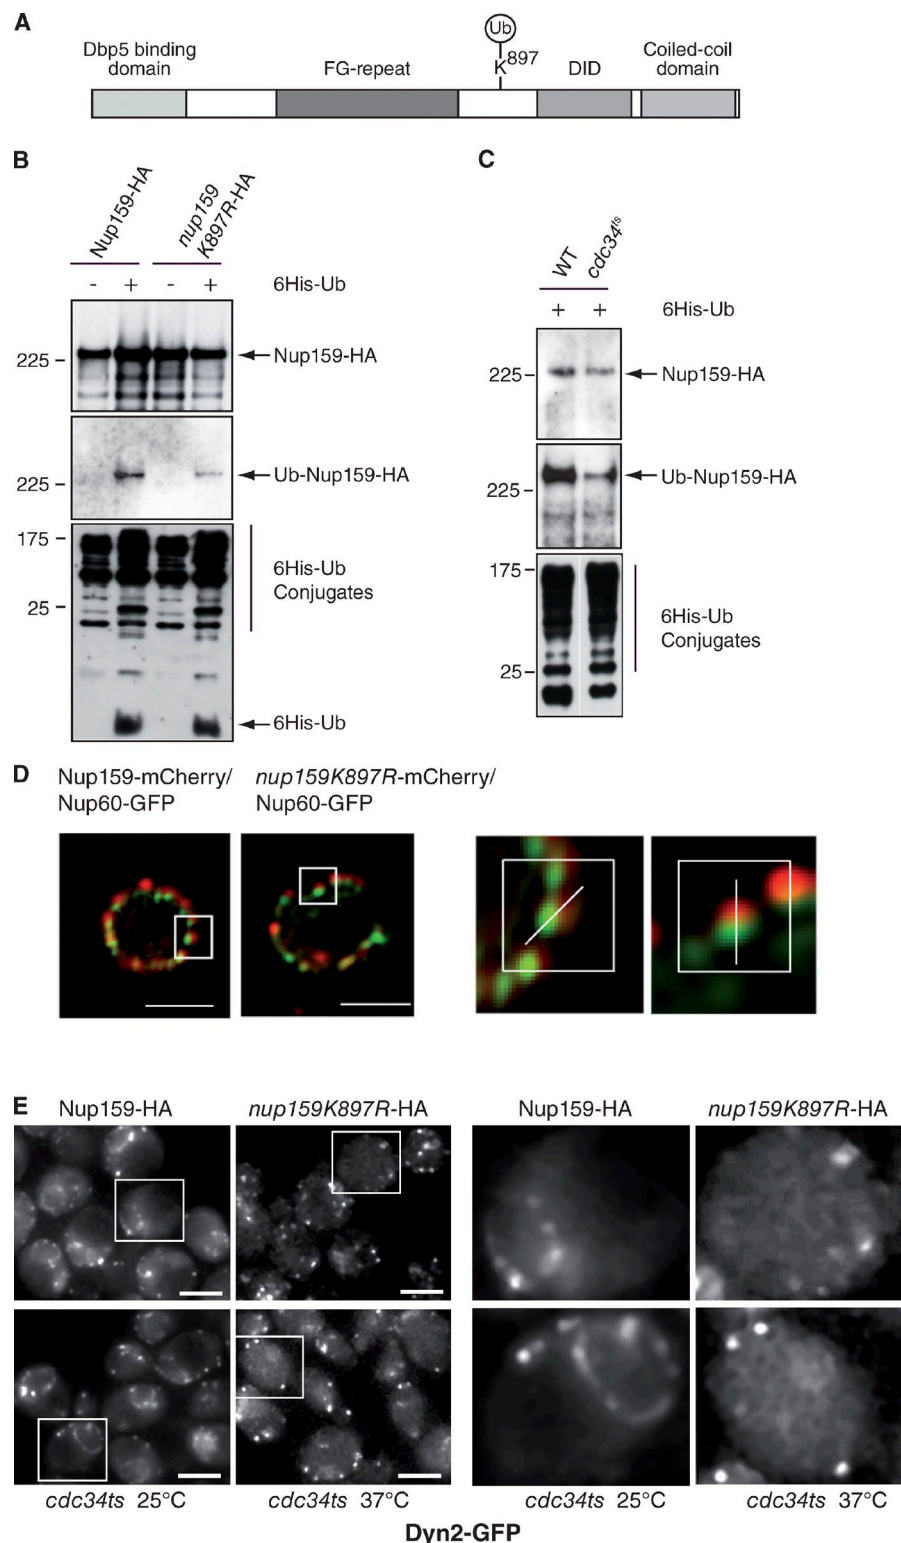 A
Ub
Dbp5 binding
domain
FG-repeat
K897
DID
Coiled-coil
domain
B
Nup159-HA
nup159
K897R-HA
- + - + 6His-Ub
225
Nup159-HA
225
Ub-Nup159-HA
175
25
6His-Ub
Conjugates
6His-Ub
C
WT
cdc34ts
+ + 6His-Ub
225
Nup159-HA
225
Ub-Nup159-HA
175
25
6His-Ub
Conjugates
D
Nup159-mCherry/
Nup60-GFP
nup159K897R-mCherry/
Nup60-GFP
E
Nup159-HA nup159K897R-HA Nup159-HA nup159K897R-HA
cdc34ts 25°C cdc34ts 37°C cdc34ts 25°C cdc34ts 37°C
Dyn2-GFP